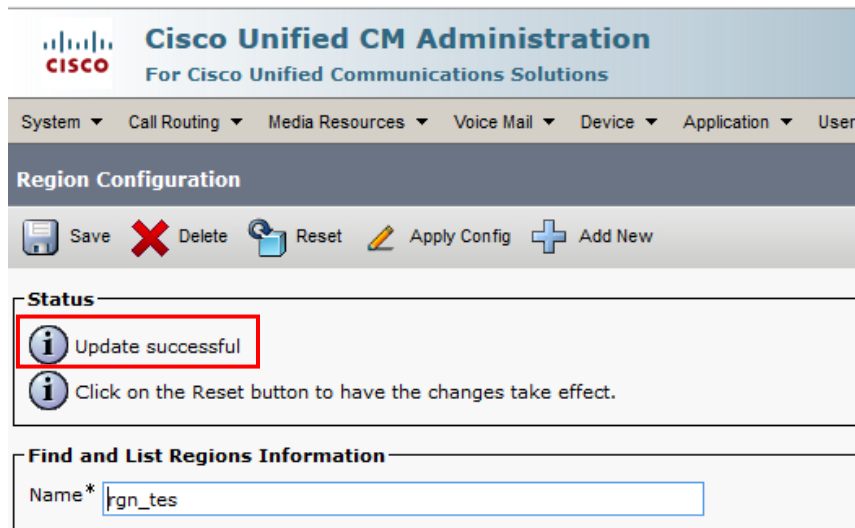 CISCO
Cisco Unified CM Administration
For Cisco Unified Communications Solutions
System Call Routing Media Resources Voice Mail Device Application User
Region Configuration
Save Delete Reset Apply Config Add New
Status
Update successful
Click on the Reset button to have the changes take effect.
Find and List Regions Information
Name* rgn_tes